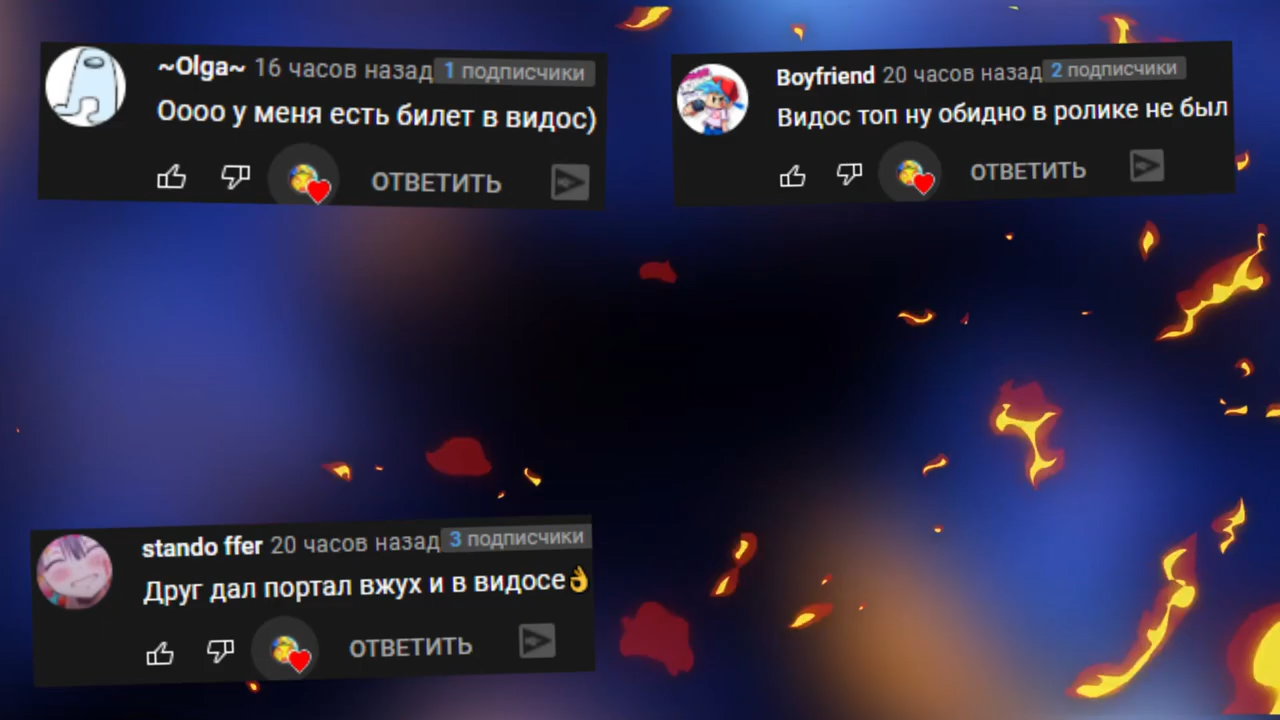 ~Olga~ 16 часов назад 1 подписчики
Оооо у меня есть билет в видос)
ОТВЕТИТЬ
Boyfriend 20 часов назад 2 подписчики
Видос топ ну обидно в ролике не был
ОТВЕТИТЬ
stando ffer 20 часов назад 3 подписчики
Друг дал портал вжух и в видосе👌
ОТВЕТИТЬ